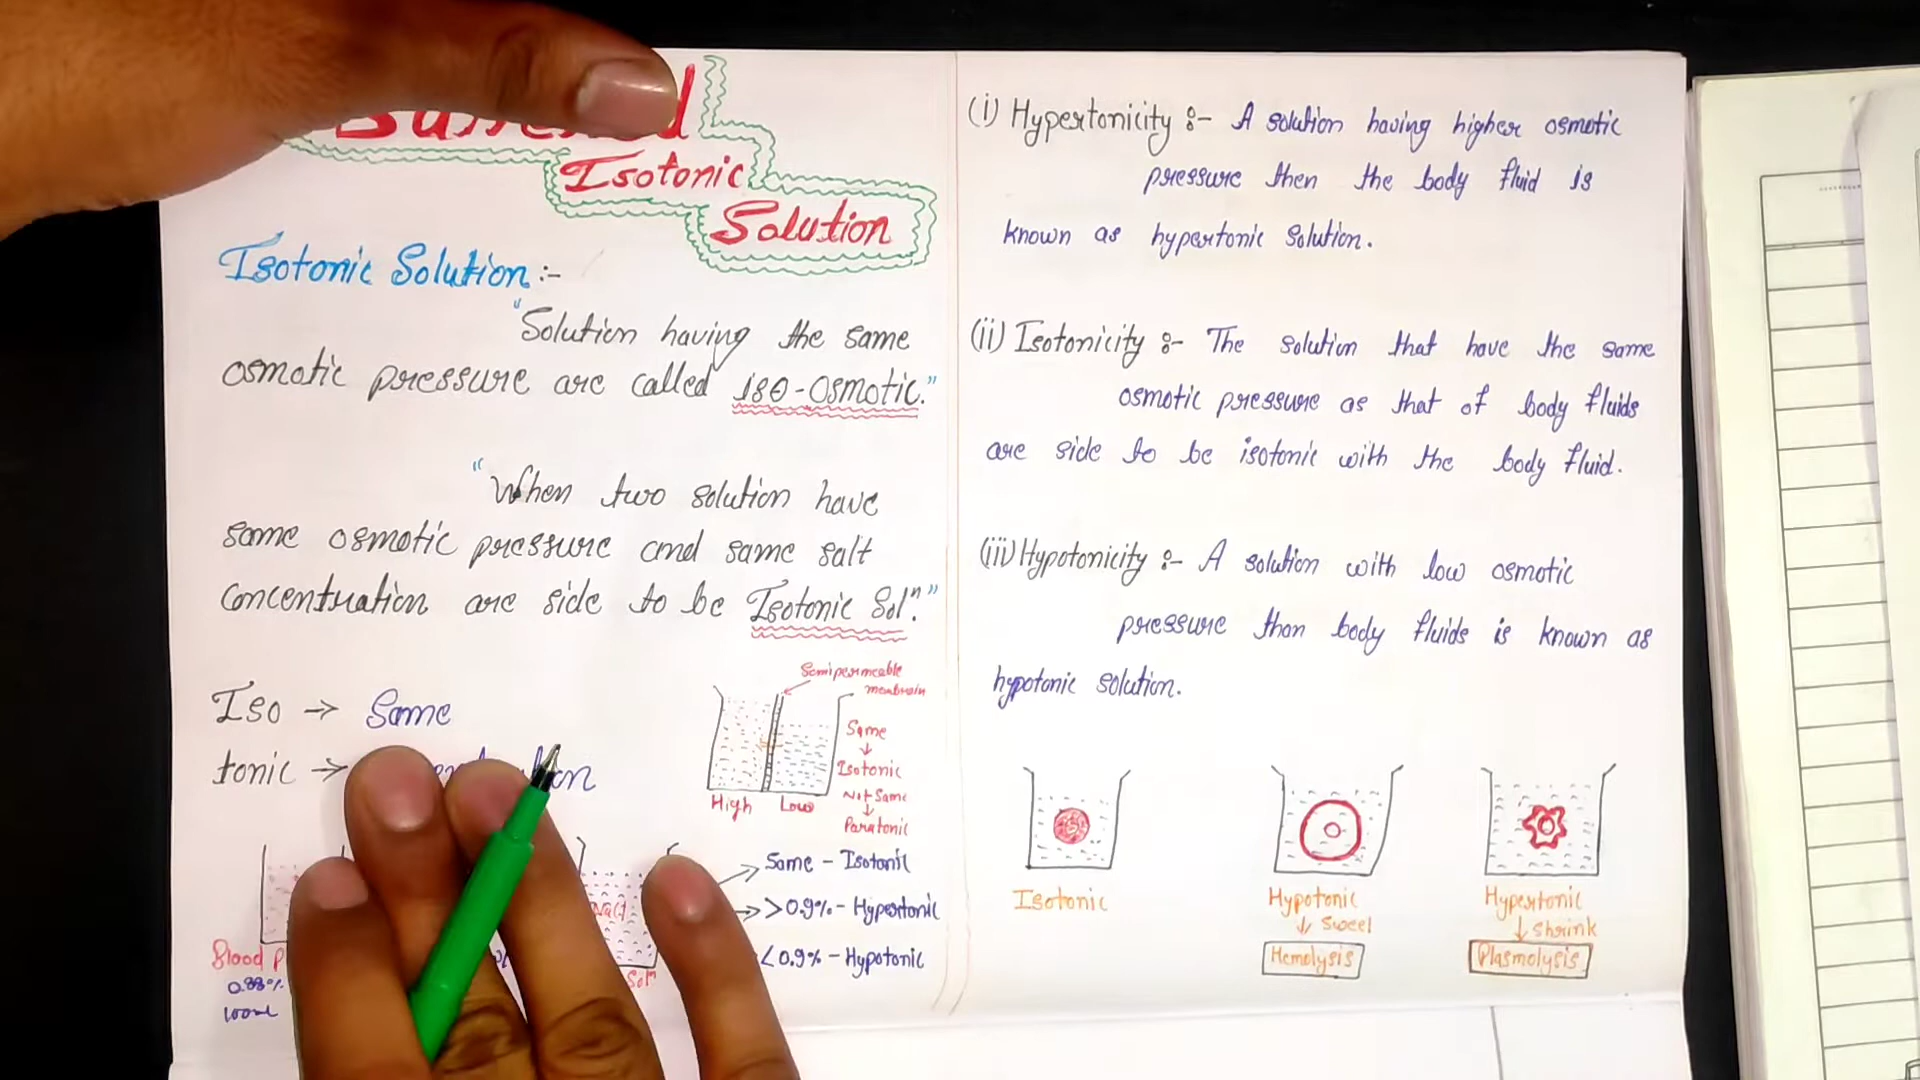 Isotonic
Solution
Isotonic Solution :-
"Solution having the same
osmotic pressure are called iso-osmotic."
"When two solution have
same osmotic pressure and same salt
concentration are side to be Isotonic Solⁿ."
Iso → Same
tonic →
Semipermeable
membrain
Same
↓
Isotonic
Not Same
↓
Paratonic
High Low
Blood
0.88%
100ml
NaCl
Solⁿ
Same - Isotonic
> 0.9% - Hypertonic
< 0.9% - Hypotonic
(i) Hypertonicity :- A solution having higher osmotic
pressure then the body fluid is
known as hypertonic solution.
(ii) Isotonicity :- The solution that have the same
osmotic pressure as that of body fluids
are side to be isotonic with the body fluid.
(iii) Hypotonicity :- A solution with low osmotic
pressure than body fluids is known as
hypotonic solution.
Isotonic
Hypotonic
↓ Sweel
Hemolysis
Hypertonic
↓ Shrink
Plasmolysis